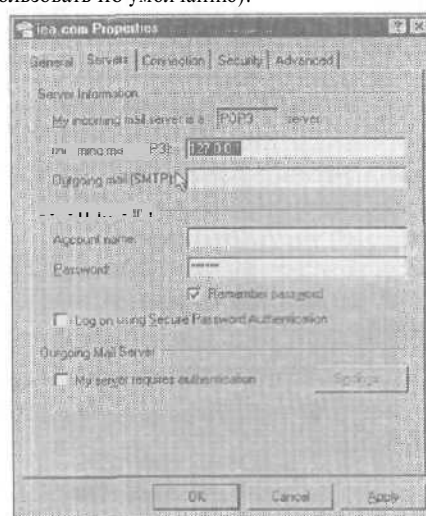 пользовать по умолчанию).
ica.com Properties
General Servers Connection Security Advanced
Server Information
My incoming mail server is a POP3 server.
P3): 127.0.0.1
Outgoing mail (SMTP):
Account name:
Password:
Remember password
Log on using Secure Password Authentication
Outgoing Mail Server
My server requires authentication Settings...
OK Cancel Apply